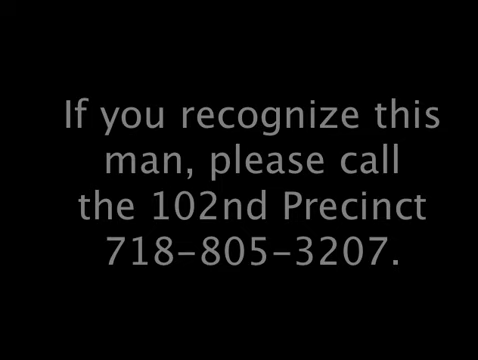 If you recognize this
man, please call
the 102nd Precinct
718-805-3207.